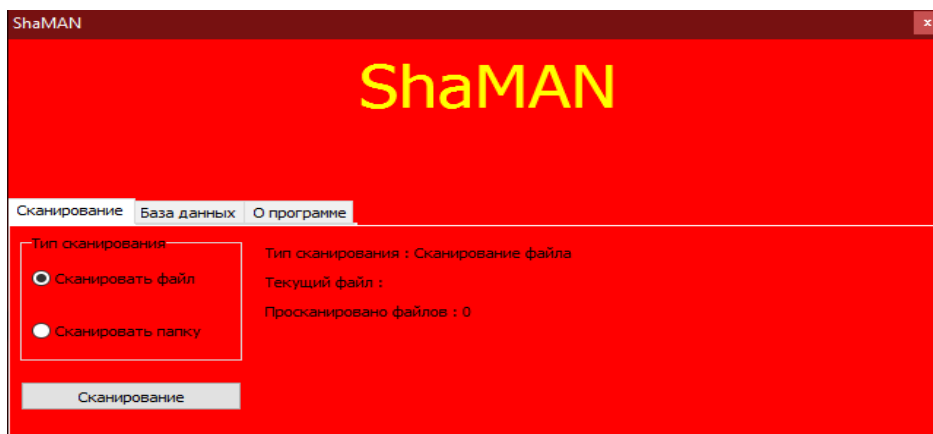 ShaMAN
ShaMAN
Сканирование База данных О программе
Тип сканирования
Сканировать файл
Сканировать папку
Сканирование
Тип сканирования : Сканирование файла
Текущий файл :
Просканировано файлов : 0